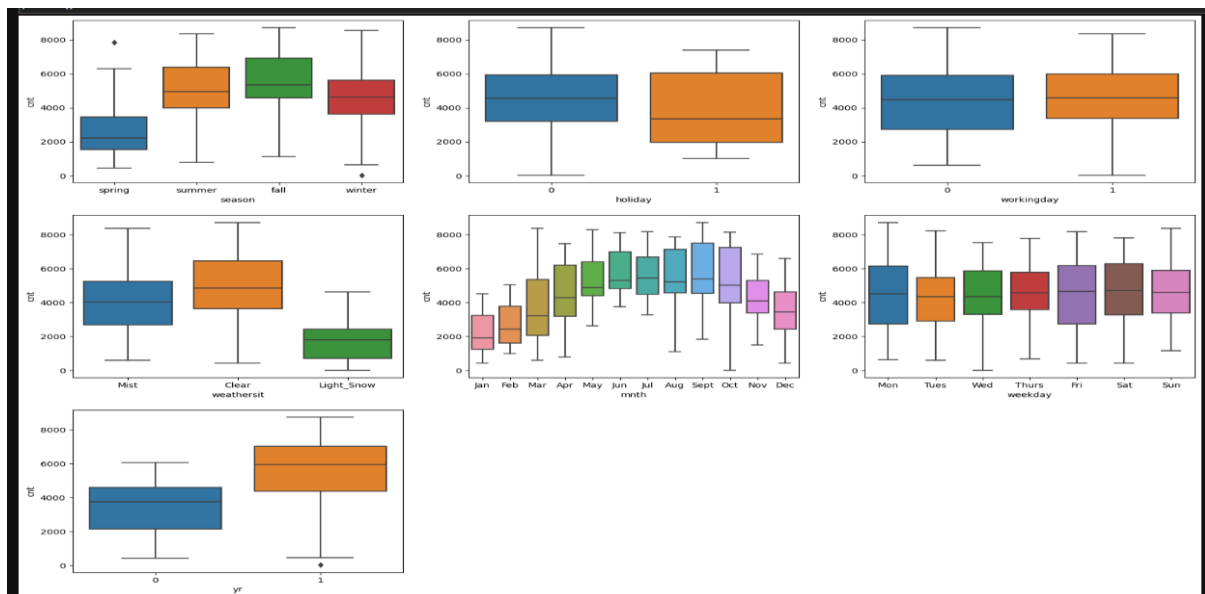 8000
6000
4000
2000
0
cnt
spring summer fall winter
season
8000
6000
4000
2000
0
cnt
0 1
holiday
8000
6000
4000
2000
0
cnt
0 1
workingday
8000
6000
4000
2000
0
cnt
Mist Clear Light_Snow
weathersit
8000
6000
4000
2000
0
cnt
Jan Feb Mar Apr May Jun Jul Aug Sept Oct Nov Dec
mnth
8000
6000
4000
2000
0
cnt
Mon Tues Wed Thurs Fri Sat Sun
weekday
8000
6000
4000
2000
0
cnt
0 1
yr